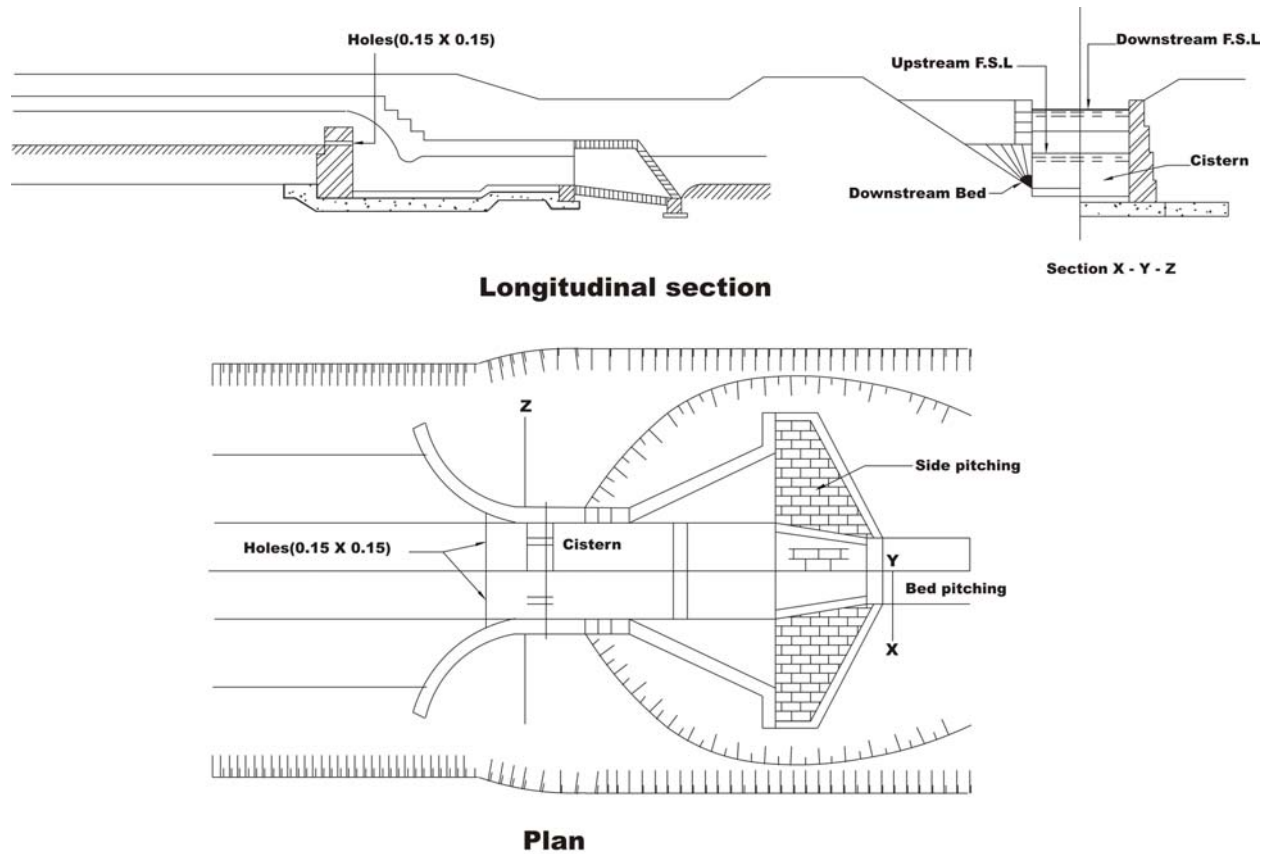 Holes(0.15 X 0.15)
Downstream F.S.L
Upstream F.S.L
Cistern
Downstream Bed
Section X - Y - Z
Longitudinal section
Z
Side pitching
Holes(0.15 X 0.15)
Cistern
Y
Bed pitching
X
Plan